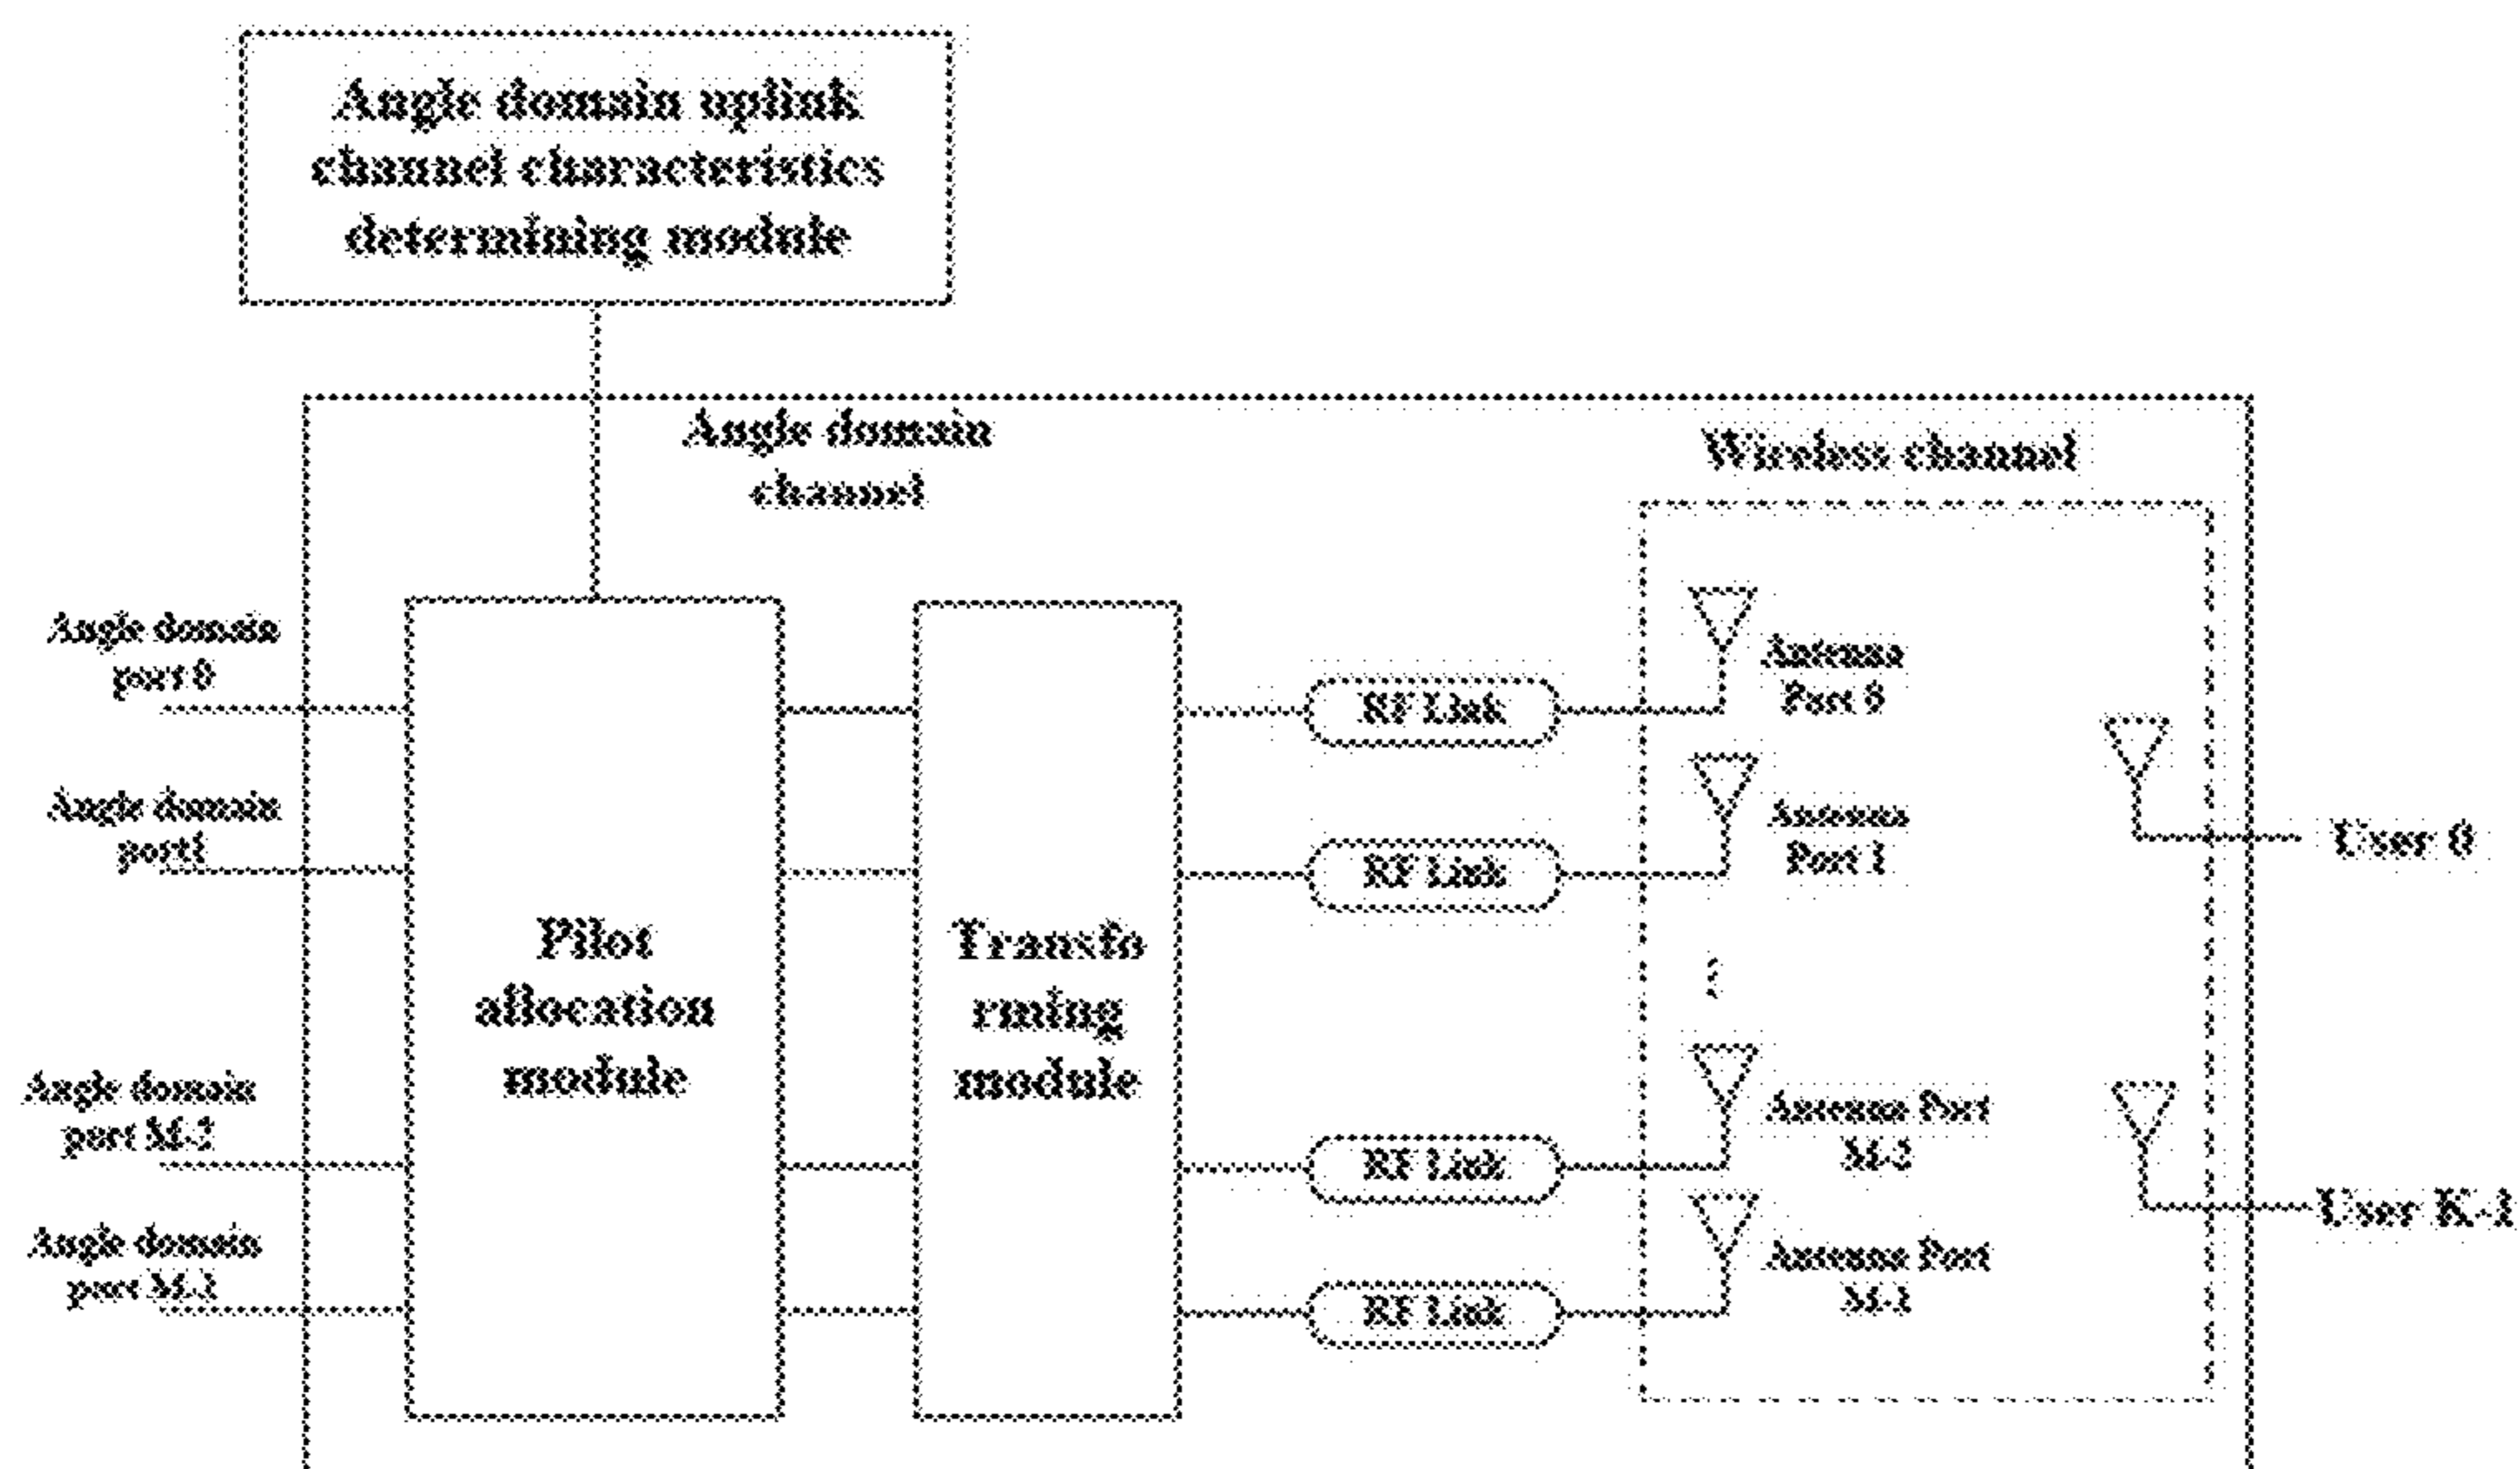 Angle domain uplink
channel characteristics
determining module
Angle domain
channel
Wireless channel
Angle domain
port 0
Antenna
Port 0
RF Link
Angle domain
port1
Antenna
Port 1
RF Link
User 0
Pilot
allocation
module
Transfo
rming
module
Angle domain
port
Antenna Port
RF Link
User K-1
Angle domain
port M-1
Antenna Port
M-1
RF Link